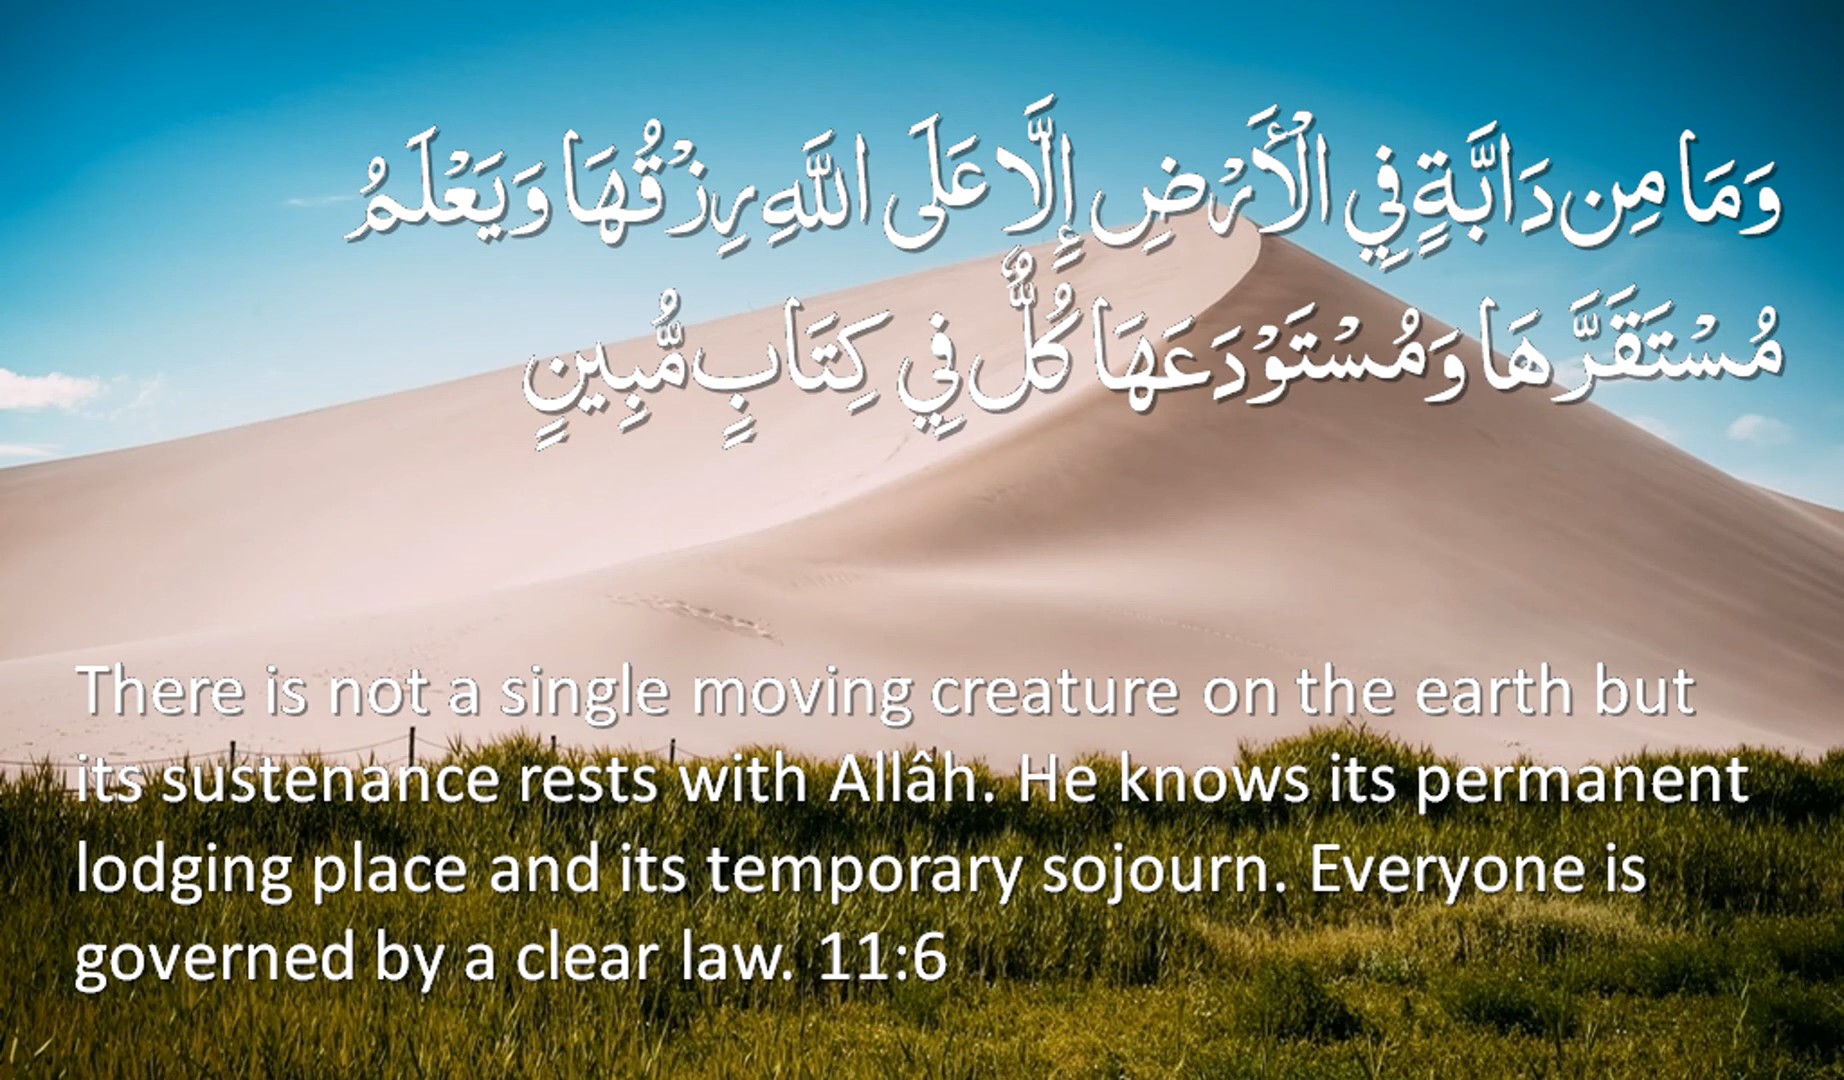 وَمَا مِن دَابَّةٍ فِي الْأَرْضِ إِلَّا عَلَى اللَّهِ رِزْقُهَا وَيَعْلَمُ
مُسْتَقَرَّهَا وَمُسْتَوْدَعَهَا كُلٌّ فِي كِتَابٍ مُّبِينٍ
There is not a single moving creature on the earth but
its sustenance rests with Allâh. He knows its permanent
lodging place and its temporary sojourn. Everyone is
governed by a clear law. 11:6